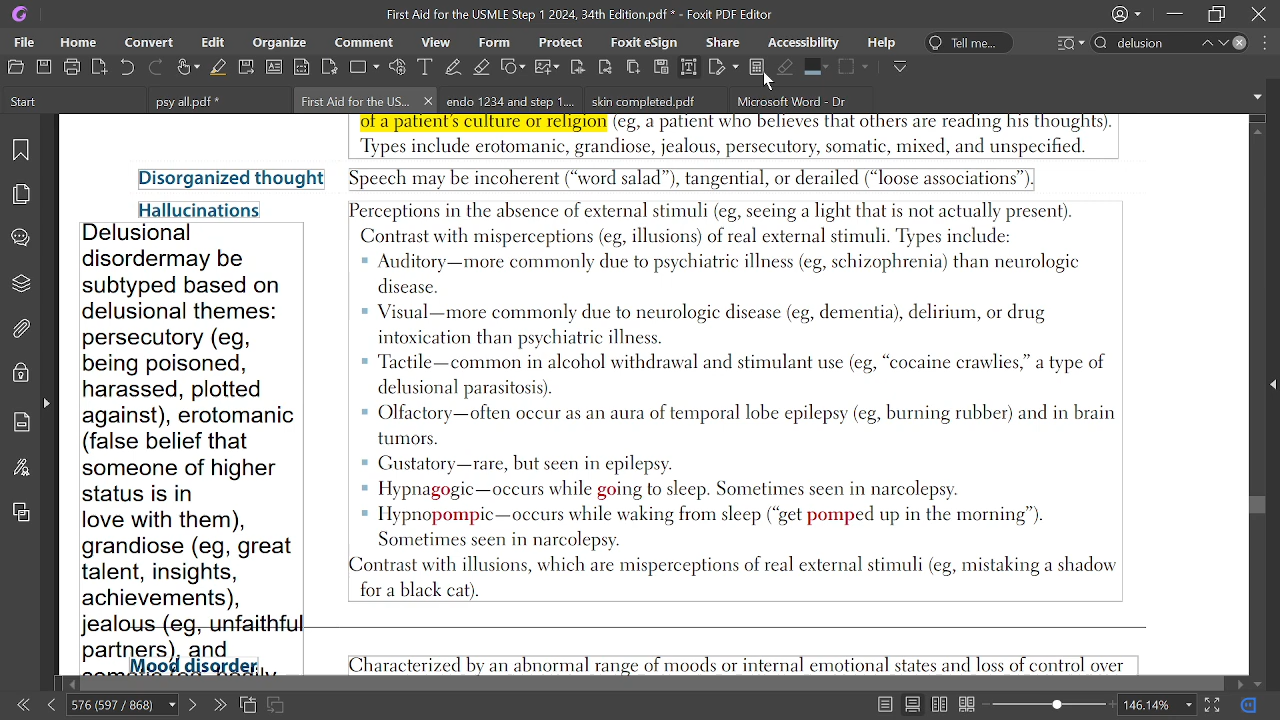 First Aid for the USMLE Step 1 2024, 34th Edition.pdf * - Foxit PDF Editor
File Home Convert Edit Organize Comment View Form Protect Foxit eSign Share Accessibility Help Tell me... delusion
Start psy all.pdf * First Aid for the US... endo 1234 and step 1... skin completed.pdf Microsoft Word - Dr
of a patient's culture or religion (eg, a patient who believes that others are reading his thoughts).
Types include erotomanic, grandiose, jealous, persecutory, somatic, mixed, and unspecified.
Disorganized thought
Speech may be incoherent (“word salad”), tangential, or derailed (“loose associations”).
Hallucinations
Perceptions in the absence of external stimuli (eg, seeing a light that is not actually present).
Contrast with misperceptions (eg, illusions) of real external stimuli. Types include:
▪ Auditory—more commonly due to psychiatric illness (eg, schizophrenia) than neurologic
disease.
▪ Visual—more commonly due to neurologic disease (eg, dementia), delirium, or drug
intoxication than psychiatric illness.
▪ Tactile—common in alcohol withdrawal and stimulant use (eg, “cocaine crawlies,” a type of
delusional parasitosis).
▪ Olfactory—often occur as an aura of temporal lobe epilepsy (eg, burning rubber) and in brain
tumors.
▪ Gustatory—rare, but seen in epilepsy.
▪ Hypnagogic—occurs while going to sleep. Sometimes seen in narcolepsy.
▪ Hypnopompic—occurs while waking from sleep (“get pomped up in the morning”).
Sometimes seen in narcolepsy.
Contrast with illusions, which are misperceptions of real external stimuli (eg, mistaking a shadow
for a black cat).
Delusional
disordermay be
subtyped based on
delusional themes:
persecutory (eg,
being poisoned,
harassed, plotted
against), erotomanic
(false belief that
someone of higher
status is in
love with them),
grandiose (eg, great
talent, insights,
achievements),
jealous (eg, unfaithful
partners), and
Mood disorder
Characterized by an abnormal range of moods or internal emotional states and loss of control over
576 (597 / 868) 146.14%